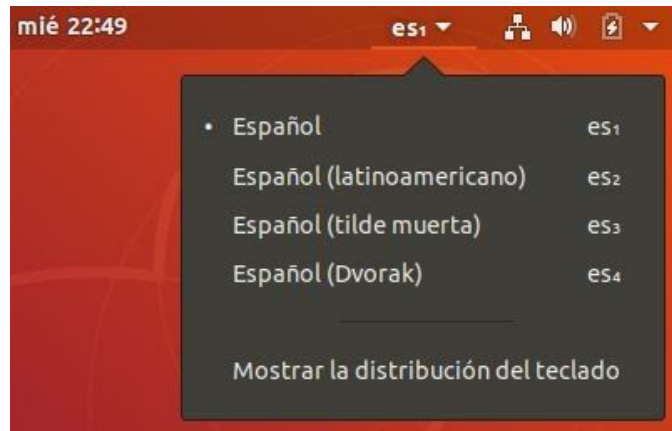 mié 22:49 es₁
• Español es₁
Español (latinoamericano) es₂
Español (tilde muerta) es₃
Español (Dvorak) es₄
Mostrar la distribución del teclado